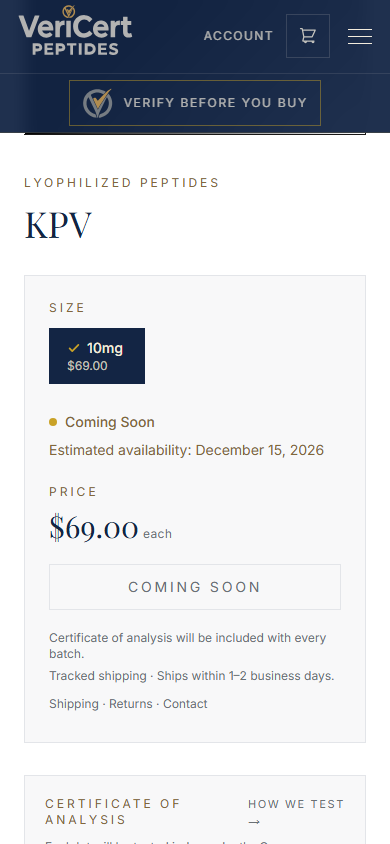 VeriCert
PEPTIDES
ACCOUNT
VERIFY BEFORE YOU BUY
LYOPHILIZED PEPTIDES
KPV
SIZE
10mg
$69.00
Coming Soon
Estimated availability: December 15, 2026
PRICE
$69.00 each
COMING SOON
Certificate of analysis will be included with every
batch.
Tracked shipping · Ships within 1–2 business days.
Shipping · Returns · Contact
CERTIFICATE OF
ANALYSIS
HOW WE TEST
→